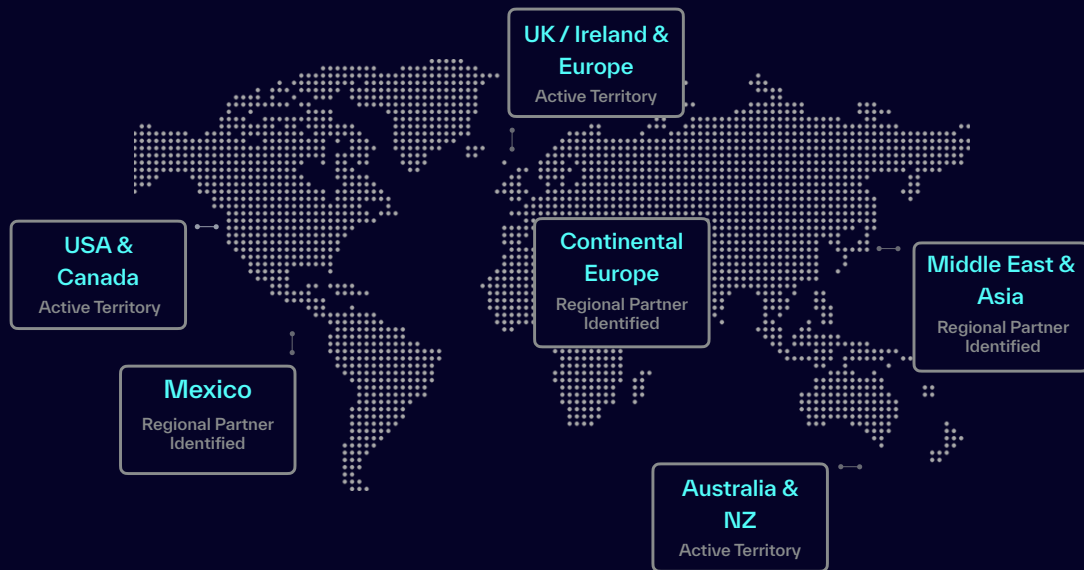 UK / Ireland &
Europe
Active Territory
USA &
Canada
Active Territory
Continental
Europe
Regional Partner
Identified
Middle East &
Asia
Regional Partner
Identified
Mexico
Regional Partner
Identified
Australia &
NZ
Active Territory